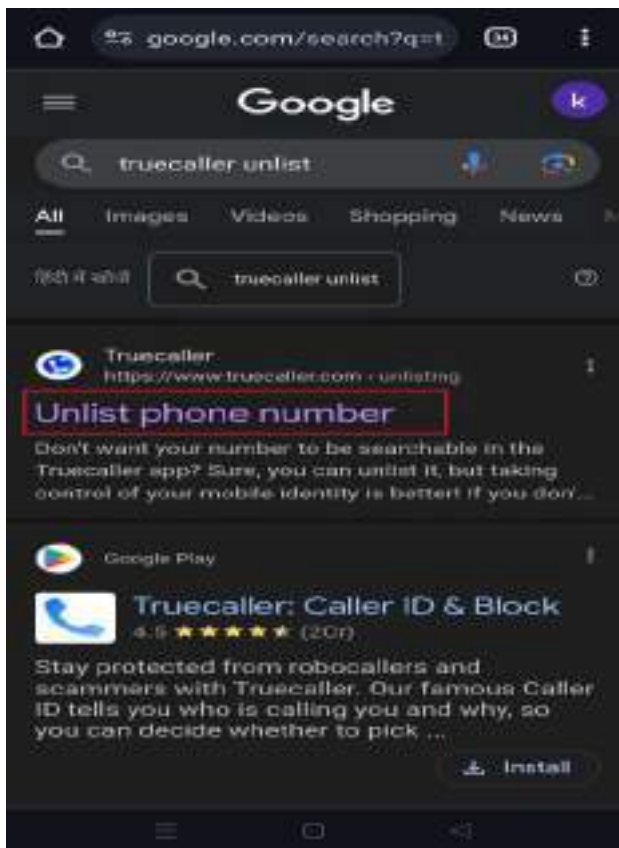 google.com/search?q=t
34
Google
k
truecaller unlist
All Images Videos Shopping News
हिंदी में खोजें
truecaller unlist
Truecaller
https://www.truecaller.com › unlisting
Unlist phone number
Don't want your number to be searchable in the
Truecaller app? Sure, you can unlist it, but taking
control of your mobile identity is better! If you don'...
Google Play
Truecaller: Caller ID & Block
4.5 ★★★★★ (2Cr)
Stay protected from robocallers and
scammers with Truecaller. Our famous Caller
ID tells you who is calling you and why, so
you can decide whether to pick ...
Install